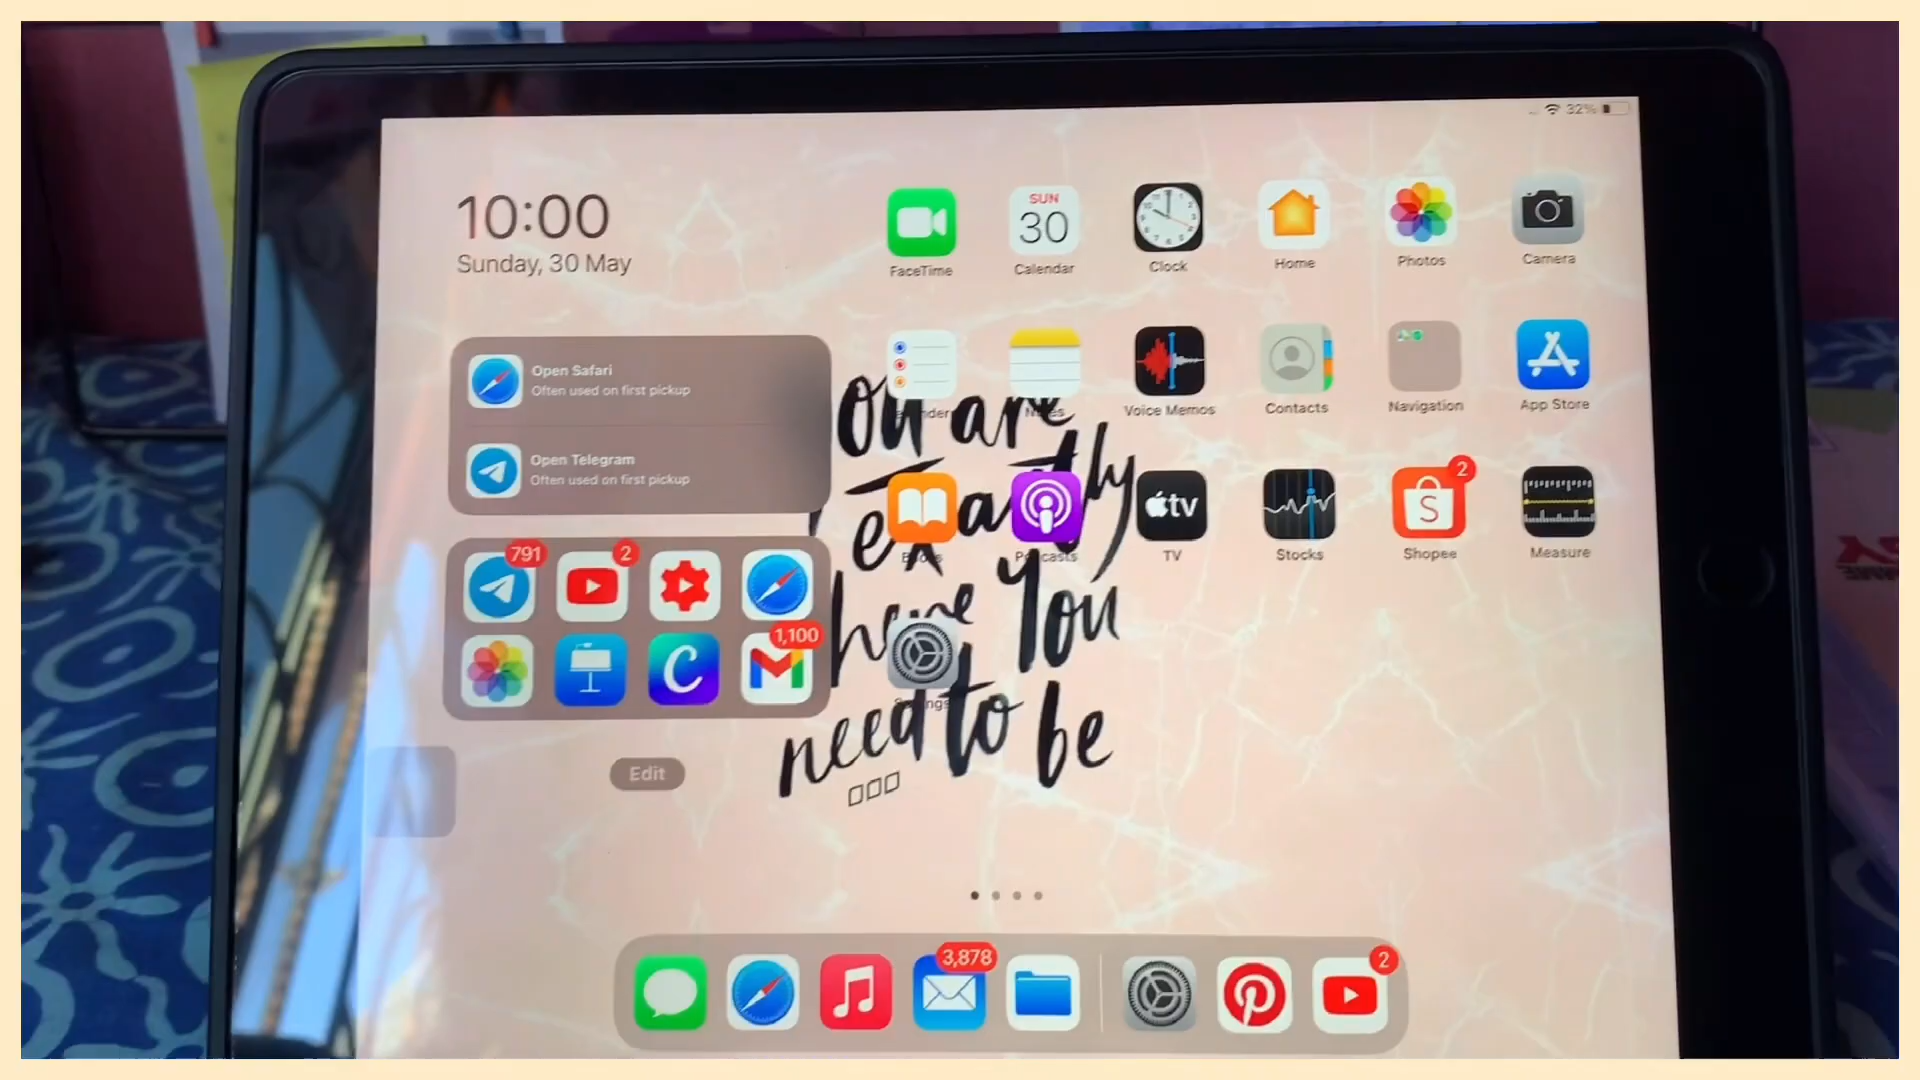 32%
10:00
Sunday, 30 May
FaceTime
SUN
30
Calendar
Clock
Home
Photos
Camera
Open Safari
Often used on first pickup
Open Telegram
Often used on first pickup
Voice Memos
Contacts
Navigation
App Store
tv
TV
Stocks
S
2
Shopee
Measure
Podcasts
you are
exactly
where you
need to be
791
2
C
1,100
Edit
3,878
2